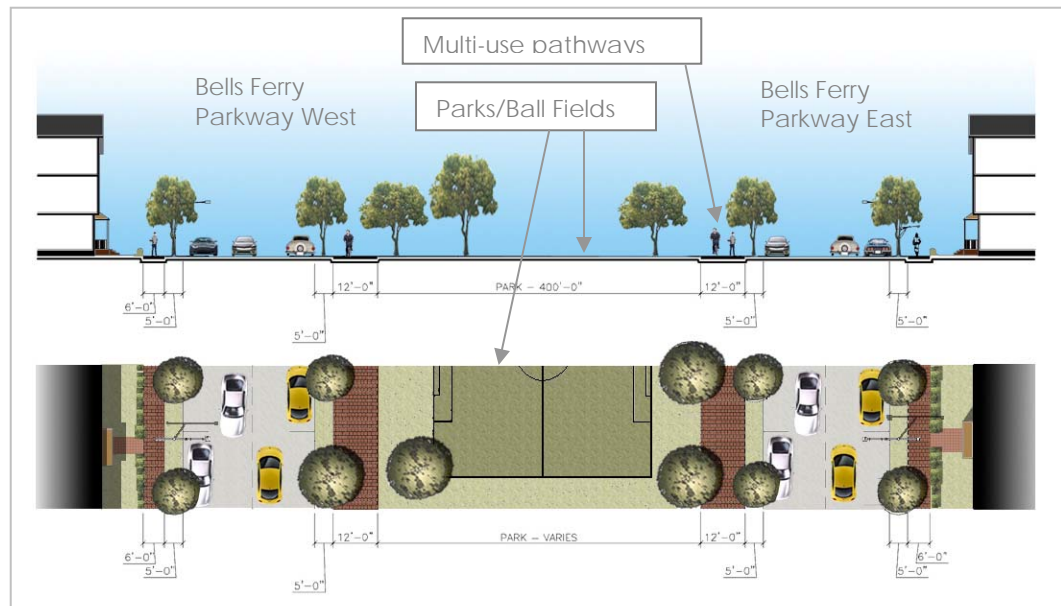 Multi-use pathways
Bells Ferry
Parkway West
Parks/Ball Fields
Bells Ferry
Parkway East
6'-0"
5'-0"
5'-0"
12'-0"
PARK - 400'-0"
12'-0"
5'-0"
5'-0"
6'-0"
5'-0"
5'-0"
12'-0"
PARK - VARIES
12'-0"
5'-0"
5'-0"
6'-0"